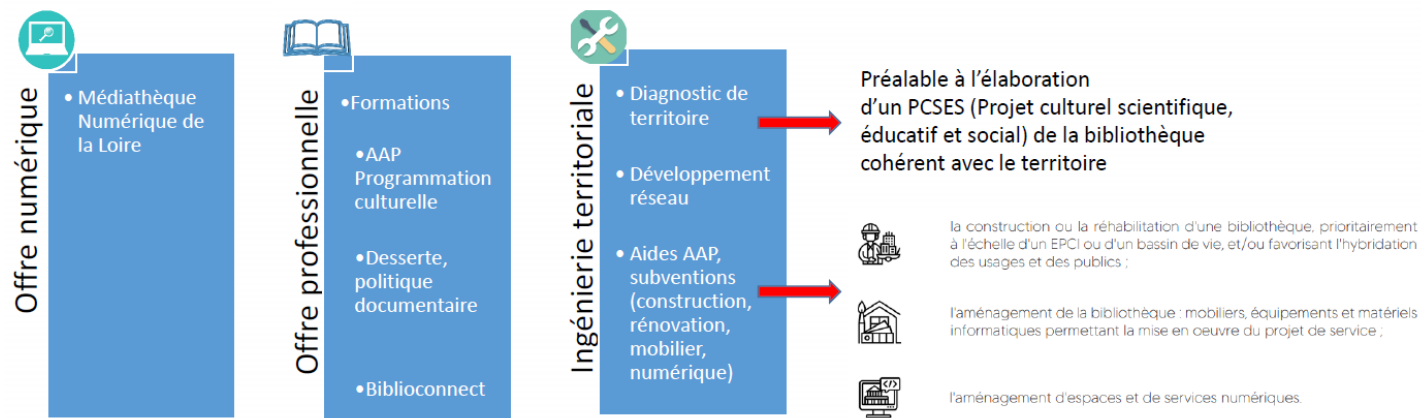 Offre numérique
• Médiathèque
Numérique de
la Loire
Offre professionnelle
•Formations
•AAP
Programmation
culturelle
•Desserte,
politique
documentaire
•Biblioconnect
Ingénierie territoriale
• Diagnostic de
territoire
• Développement
réseau
• Aides AAP,
subventions
(construction,
rénovation,
mobilier,
numérique)
Préalable à l'élaboration
d'un PCSES (Projet culturel scientifique,
éducatif et social) de la bibliothèque
cohérent avec le territoire
la construction ou la réhabilitation d'une bibliothèque, prioritairement
à l'échelle d'un EPCI ou d'un bassin de vie, et/ou favorisant l'hybridation
des usages et des publics ;
l'aménagement de la bibliothèque : mobiliers, équipements et matériels
informatiques permettant la mise en oeuvre du projet de service ;
l'aménagement d'espaces et de services numériques.